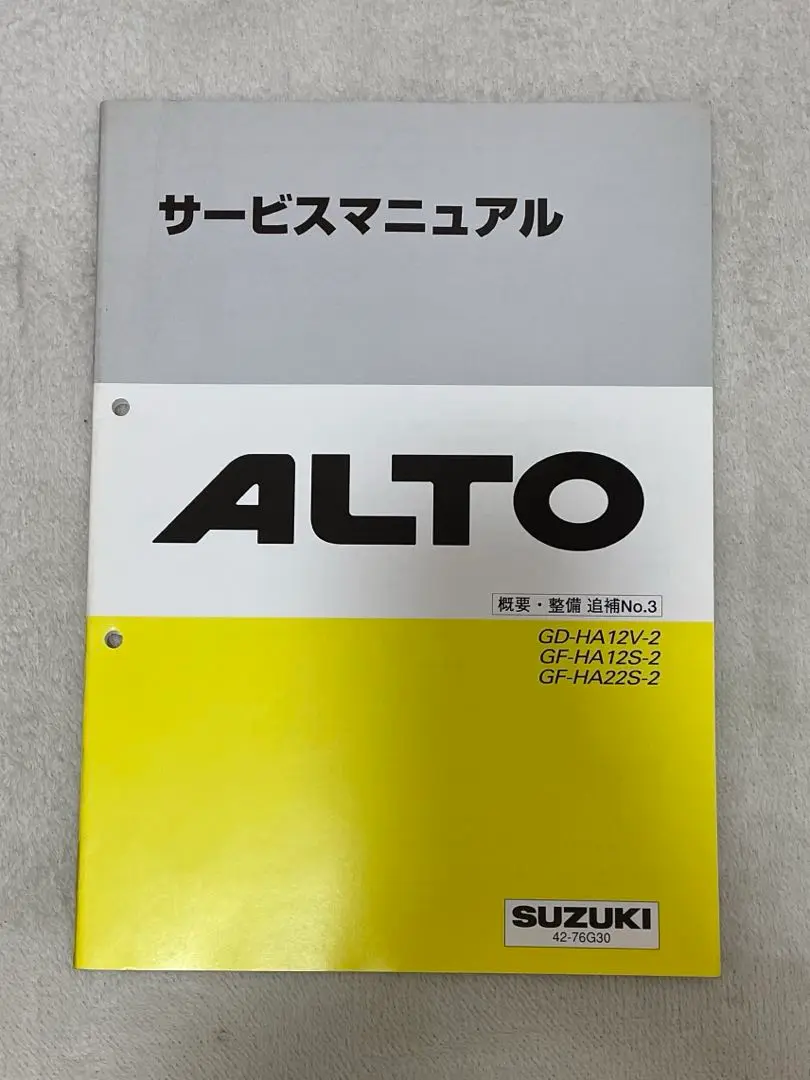 サービスマニュアル
ALTO
概要・整備 追補No.3
GD-HA12V-2
GF-HA12S-2
GF-HA22S-2
SUZUKI
42-76G30